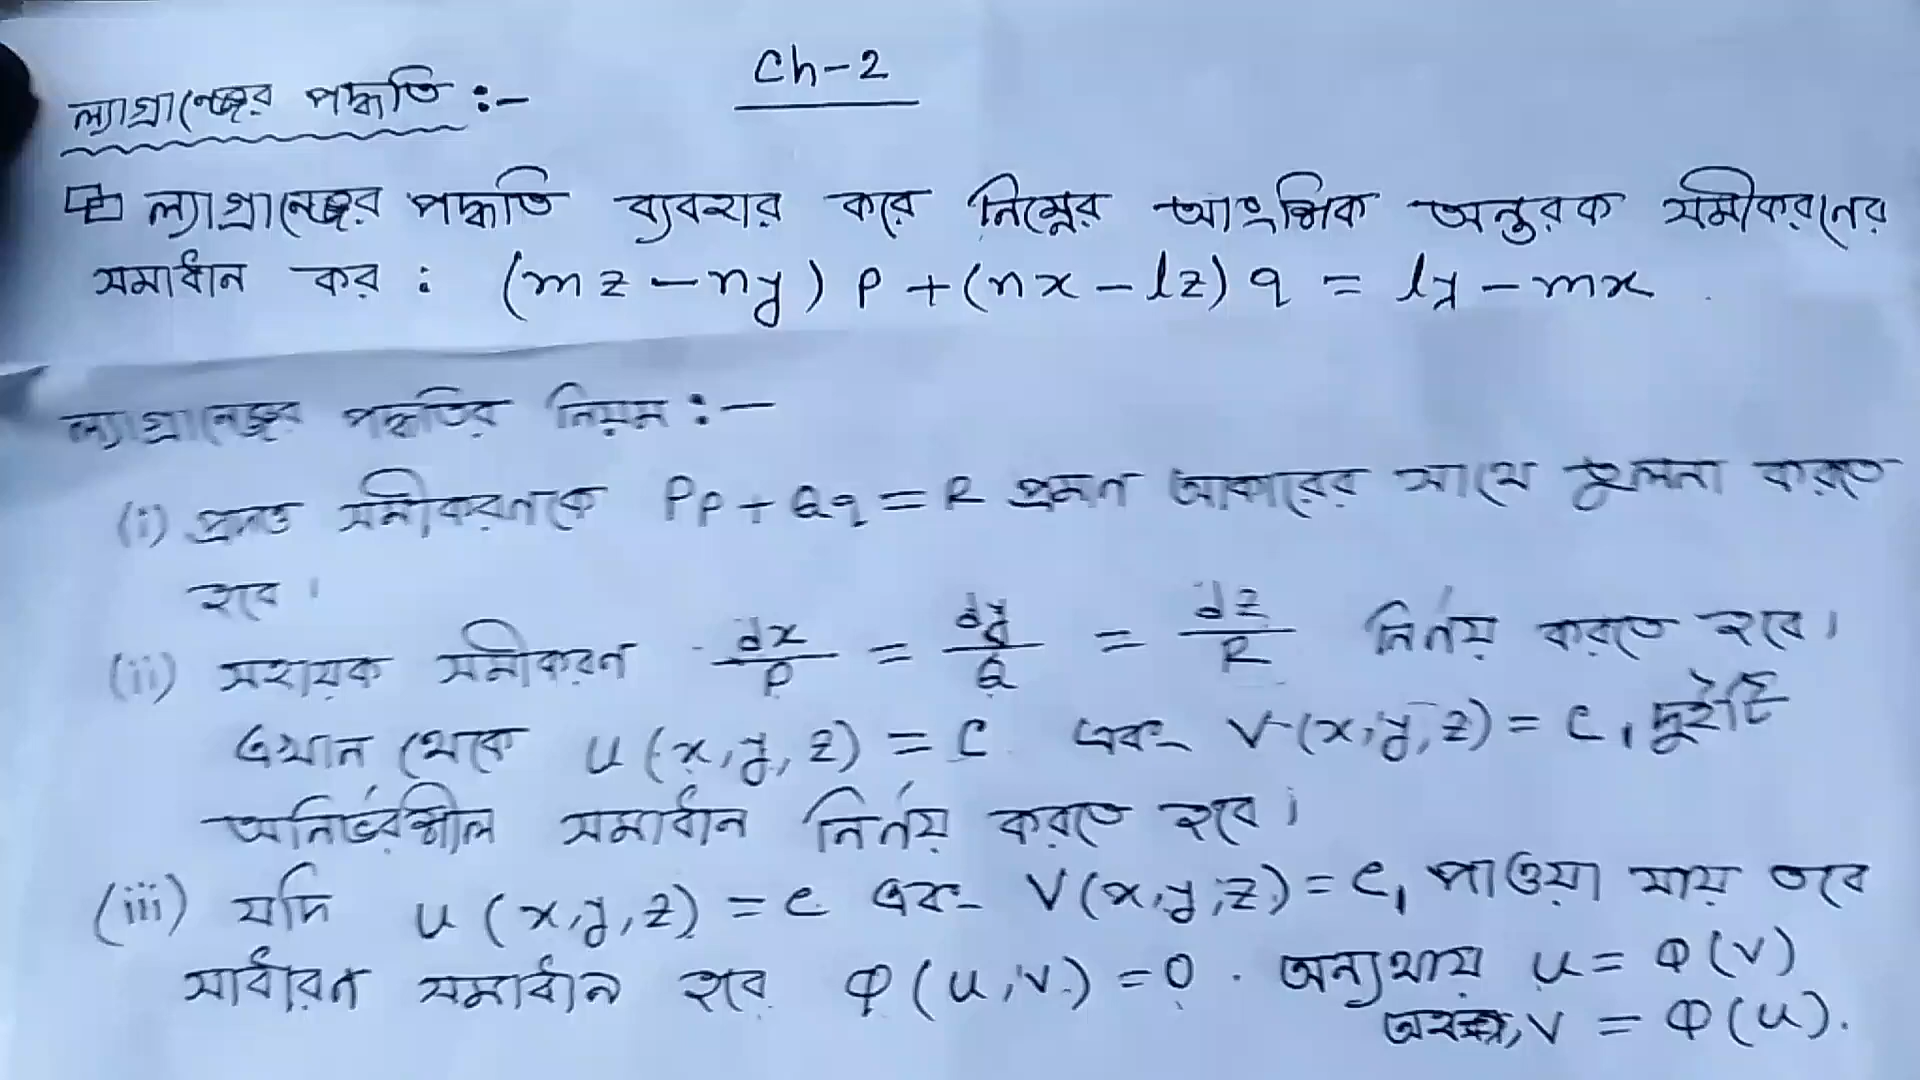 Ch-2
ল্যাগ্রাঞ্জের পদ্ধতি :-
ল্যাগ্রাঞ্জের পদ্ধতি ব্যবহার করে নিম্নের আংশিক অন্তরক সমীকরণের
সমাধান কর : (mz - ny) p + (nx - lz) q = ly - mx
ল্যাগ্রাঞ্জের পদ্ধতির নিয়ম :-
(i) প্রদত্ত সমীকরণকে Pp + Qq = R প্রমাণ আকারের সাথে তুলনা করতে
হবে।
(ii) সহায়ক সমীকরণ dx/P = dy/Q = dz/R নির্ণয় করতে হবে।
এখান থেকে u(x,y,z) = c এবং v(x,y,z) = c₁ দুইটি
অনির্ভরশীল সমাধান নির্ণয় করতে হবে।
(iii) যদি u(x,y,z) = c এবং v(x,y,z) = c₁ পাওয়া যায় তবে
সাধারণ সমাধান হবে φ(u,v) = 0. অন্যথায় u = φ(v)
v = φ(u).